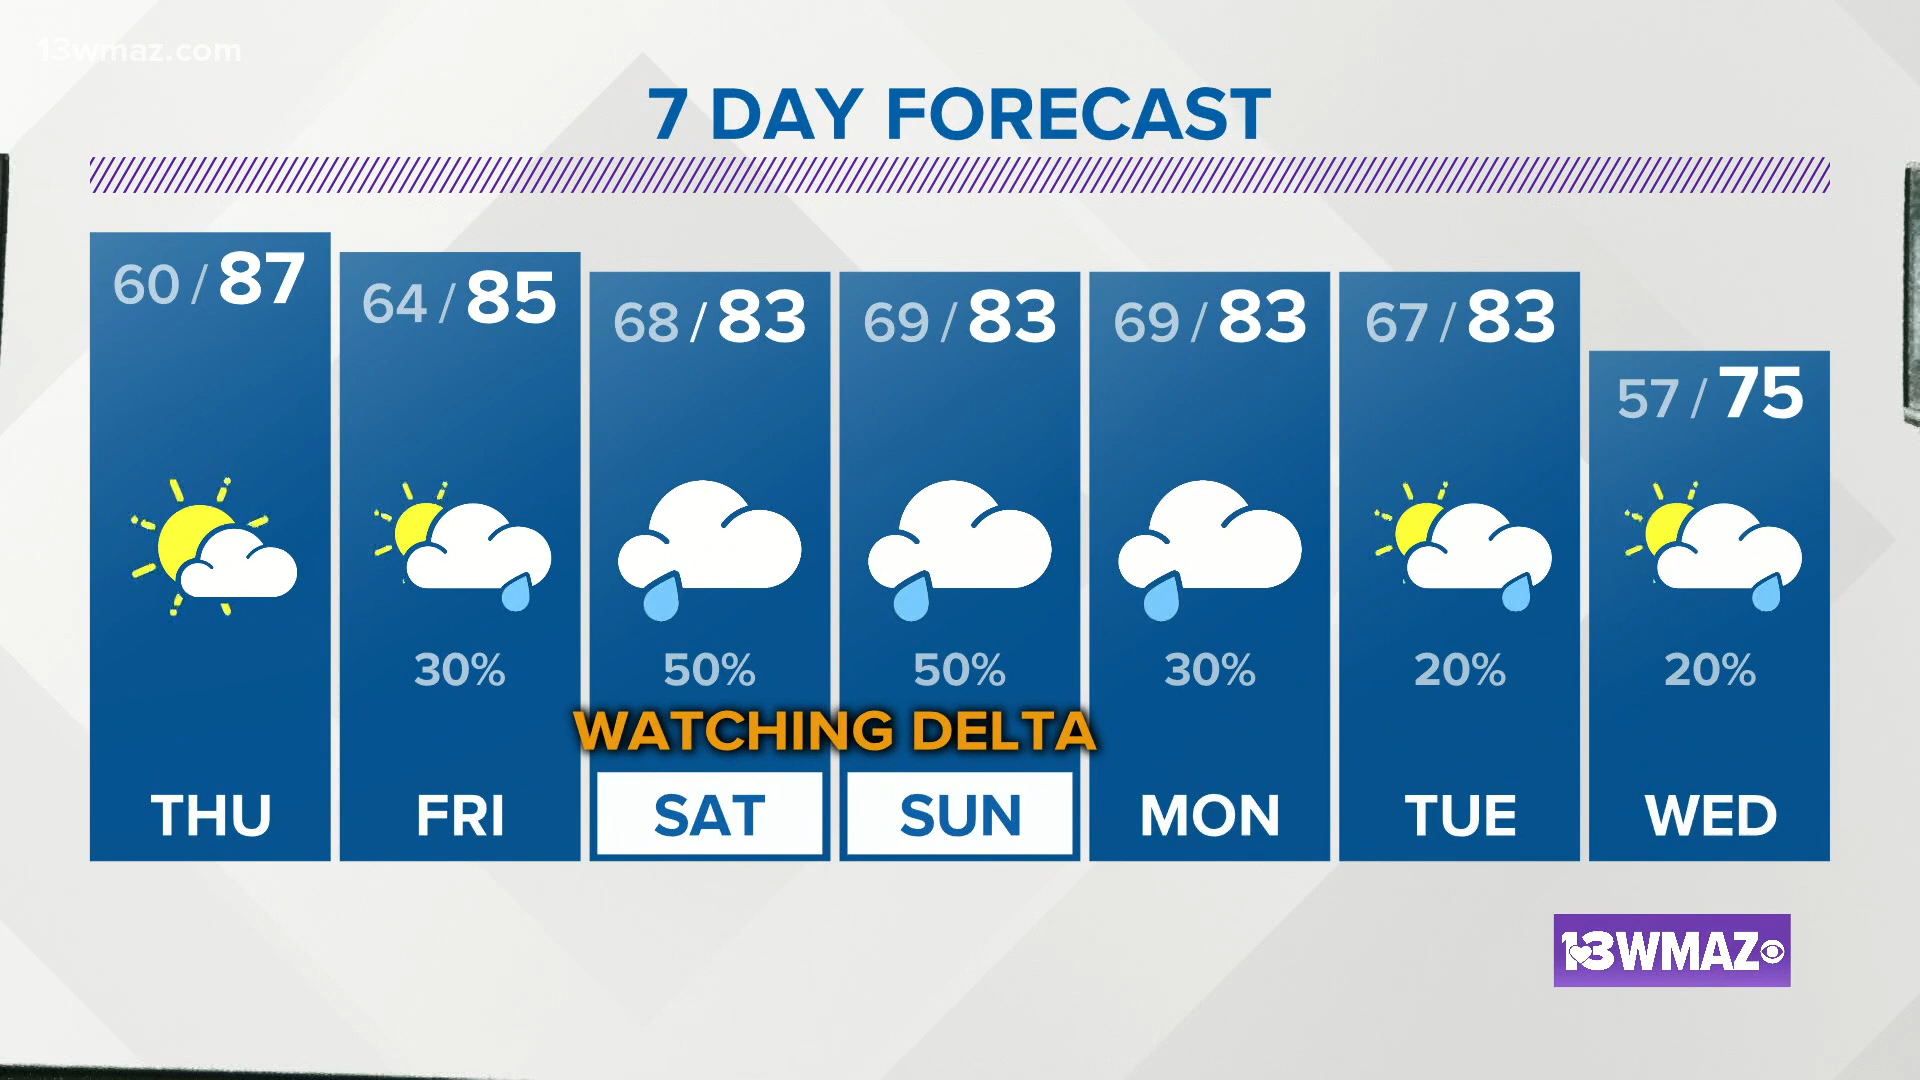 13wmaz.com
7 DAY FORECAST
60 / 87
64 / 85
68 / 83
69 / 83
69 / 83
67 / 83
57 / 75
30%
50%
50%
30%
20%
20%
WATCHING DELTA
THU
FRI
SAT
SUN
MON
TUE
WED
13WMAZ